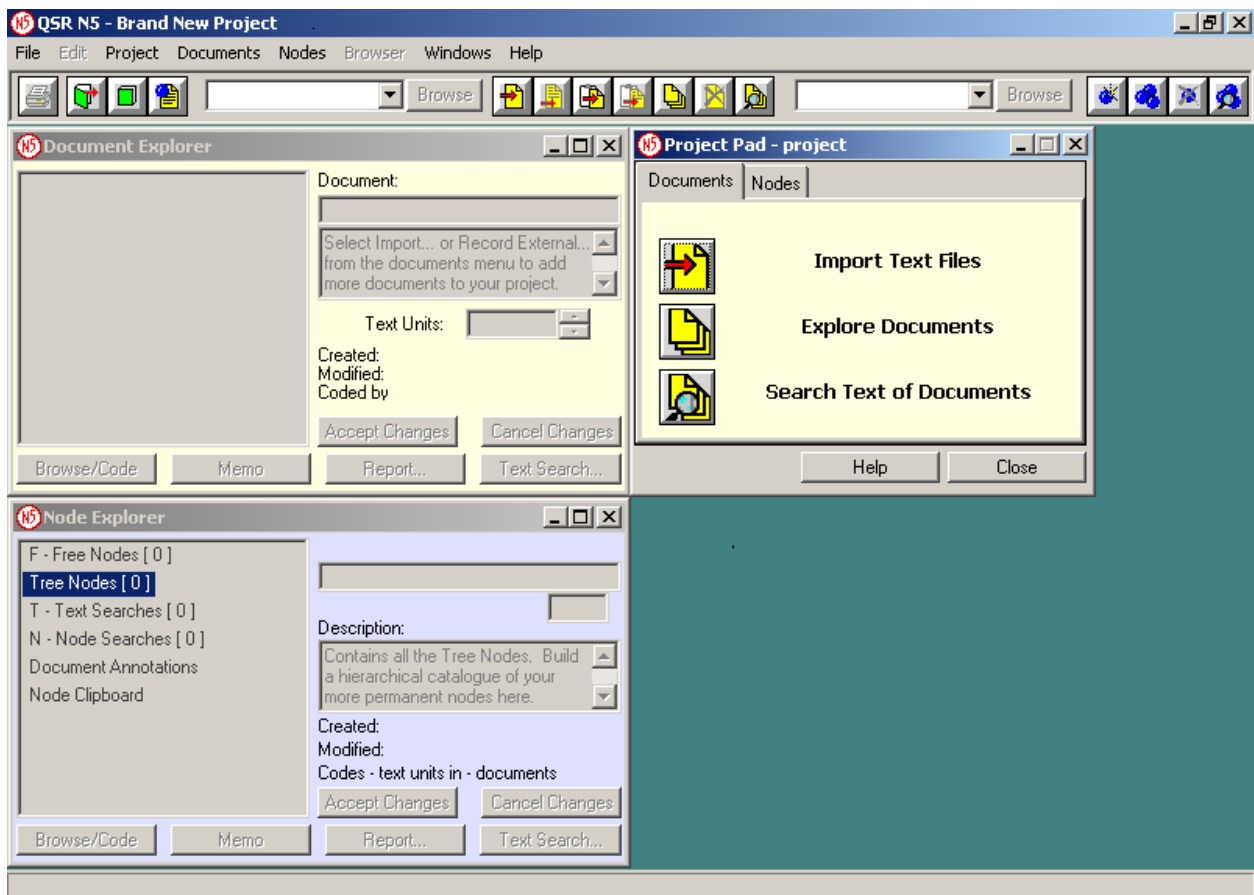 N5 QSR N5 - Brand New Project
File Edit Project Documents Nodes Browser Windows Help
Browse Browse
N5 Document Explorer
Document:
Select Import... or Record External...
from the documents menu to add
more documents to your project.
Text Units:
Created:
Modified:
Coded by
Accept Changes Cancel Changes
Browse/Code Memo Report... Text Search...
N5 Project Pad - project
Documents Nodes
Import Text Files
Explore Documents
Search Text of Documents
Help Close
N5 Node Explorer
F - Free Nodes [ 0 ]
Tree Nodes [ 0 ]
T - Text Searches [ 0 ]
N - Node Searches [ 0 ]
Document Annotations
Node Clipboard
Description:
Contains all the Tree Nodes. Build
a hierarchical catalogue of your
more permanent nodes here.
Created:
Modified:
Codes - text units in - documents
Accept Changes Cancel Changes
Browse/Code Memo Report... Text Search...